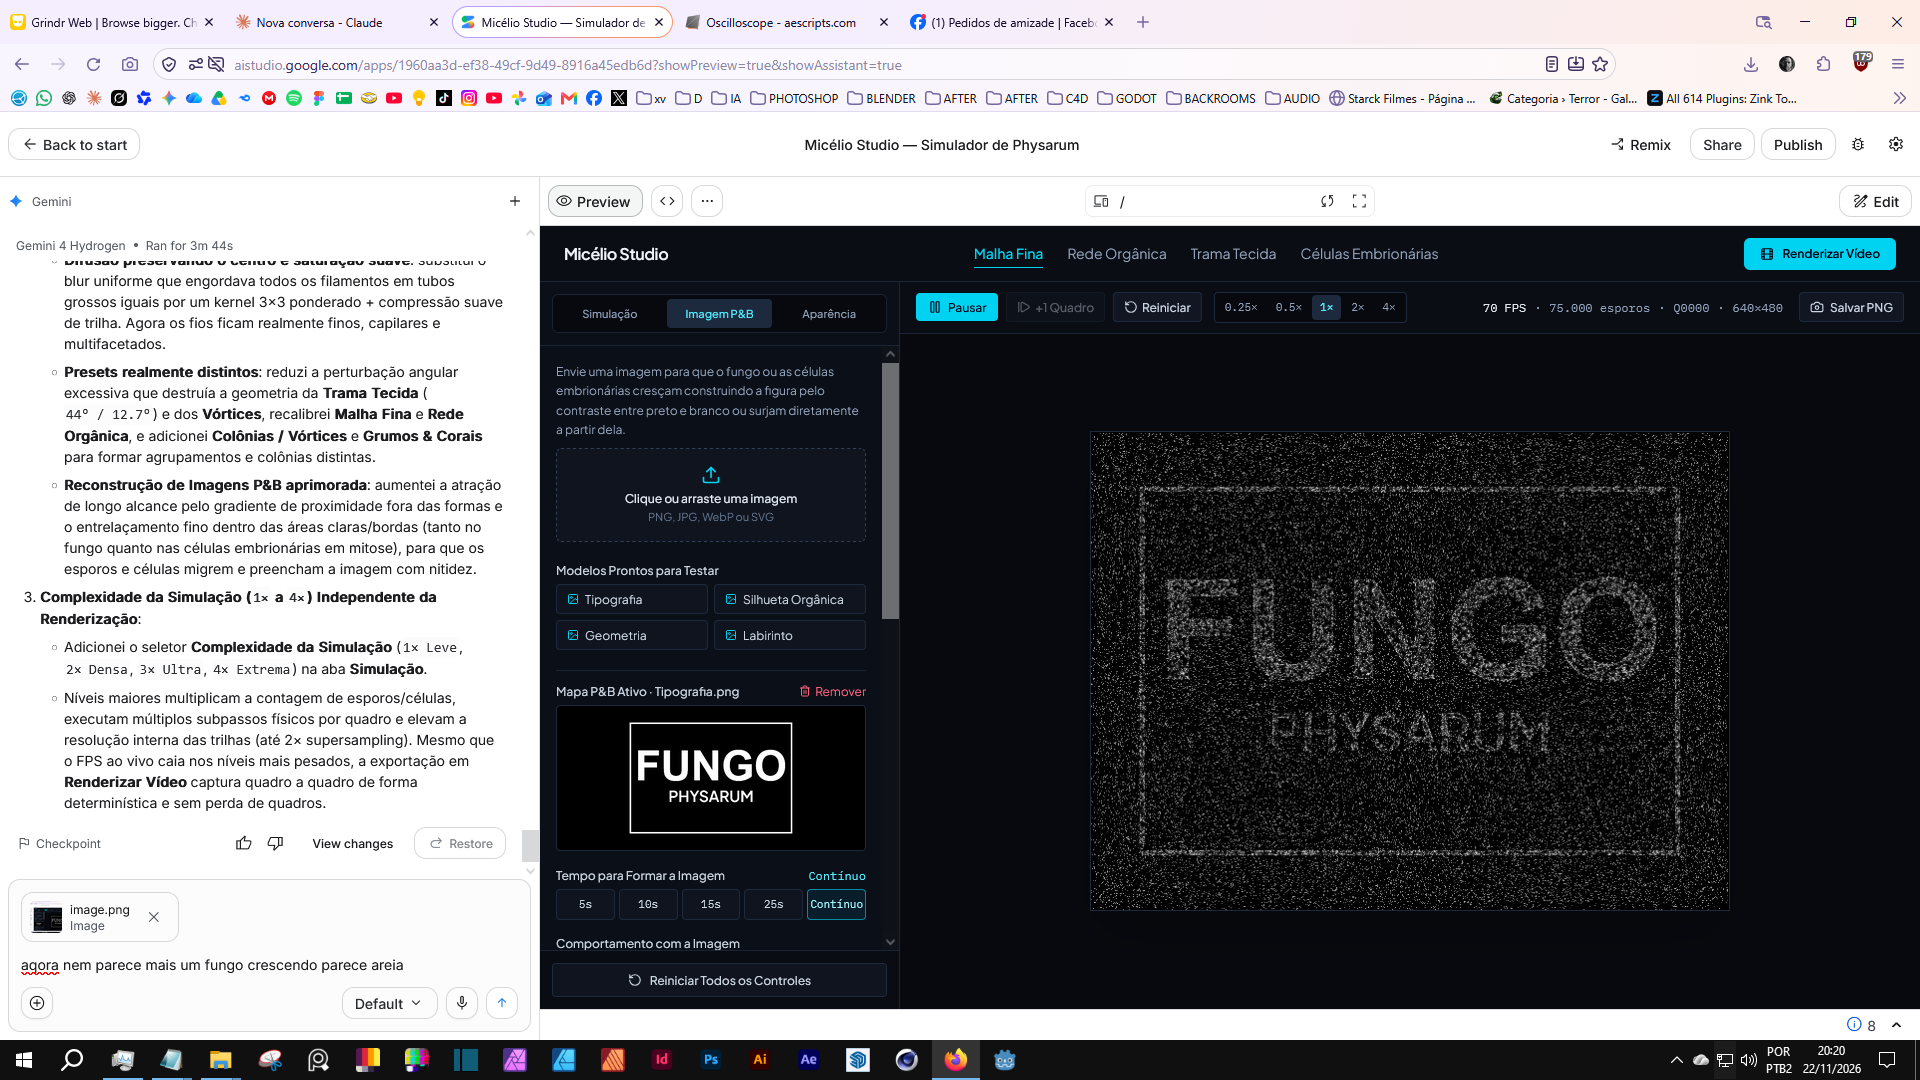 Grindr Web | Browse bigger. Ch
Nova conversa - Claude
Micélio Studio — Simulador de
Oscilloscope - aescripts.com
(1) Pedidos de amizade | Facebo
aistudio.google.com/apps/1960aa3d-ef38-49cf-9d49-8916a45edb6d?showPreview=true&showAssistant=true
179
xv
D
IA
PHOTOSHOP
BLENDER
AFTER
AFTER
C4D
GODOT
BACKROOMS
AUDIO
Starck Filmes - Página ...
Categoria › Terror - Gal...
All 614 Plugins: Zink To...
Back to start
Micélio Studio — Simulador de Physarum
Remix
Share
Publish
Gemini
Preview
/
Edit
Gemini 4 Hydrogen • Ran for 3m 44s
Difusão preservando o centro e saturação suave: substituí o
blur uniforme que engordava todos os filamentos em tubos
grossos iguais por um kernel 3×3 ponderado + compressão suave
de trilha. Agora os fios ficam realmente finos, capilares e
multifacetados.
Presets realmente distintos: reduzi a perturbação angular
excessiva que destruía a geometria da Trama Tecida (
44° / 12.7°) e dos Vórtices, recalibrei Malha Fina e Rede
Orgânica, e adicionei Colônias / Vórtices e Grumos & Corais
para formar agrupamentos e colônias distintas.
Reconstrução de Imagens P&B aprimorada: aumentei a atração
de longo alcance pelo gradiente de proximidade fora das formas e
o entrelaçamento fino dentro das áreas claras/bordas (tanto no
fungo quanto nas células embrionárias em mitose), para que os
esporos e células migrem e preencham a imagem com nitidez.
3. Complexidade da Simulação (1× a 4×) Independente da
Renderização:
Adicionei o seletor Complexidade da Simulação (1× Leve,
2× Densa, 3× Ultra, 4× Extrema) na aba Simulação.
Níveis maiores multiplicam a contagem de esporos/células,
executam múltiplos subpassos físicos por quadro e elevam a
resolução interna das trilhas (até 2× supersampling). Mesmo que
o FPS ao vivo caia nos níveis mais pesados, a exportação em
Renderizar Vídeo captura quadro a quadro de forma
determinística e sem perda de quadros.
Checkpoint
View changes
Restore
image.png
Image
agora nem parece mais um fungo crescendo parece areia
Default
Micélio Studio
Malha Fina
Rede Orgânica
Trama Tecida
Células Embrionárias
Renderizar Vídeo
Simulação
Imagem P&B
Aparência
Pausar
+1 Quadro
Reiniciar
0.25×
0.5×
1×
2×
4×
70 FPS · 75.000 esporos · Q0000 · 640×480
Salvar PNG
Envie uma imagem para que o fungo ou as células
embrionárias cresçam construindo a figura pelo
contraste entre preto e branco ou surjam diretamente
a partir dela.
Clique ou arraste uma imagem
PNG, JPG, WebP ou SVG
Modelos Prontos para Testar
Tipografia
Silhueta Orgânica
Geometria
Labirinto
Mapa P&B Ativo · Tipografia.png
Remover
FUNGO
PHYSARUM
Tempo para Formar a Imagem
Contínuo
5s
10s
15s
25s
Contínuo
Comportamento com a Imagem
Reiniciar Todos os Controles
FUNGO
PHYSARUM
8
Id
Ps
Ai
Ae
POR
PTB2
20:20
22/11/2026